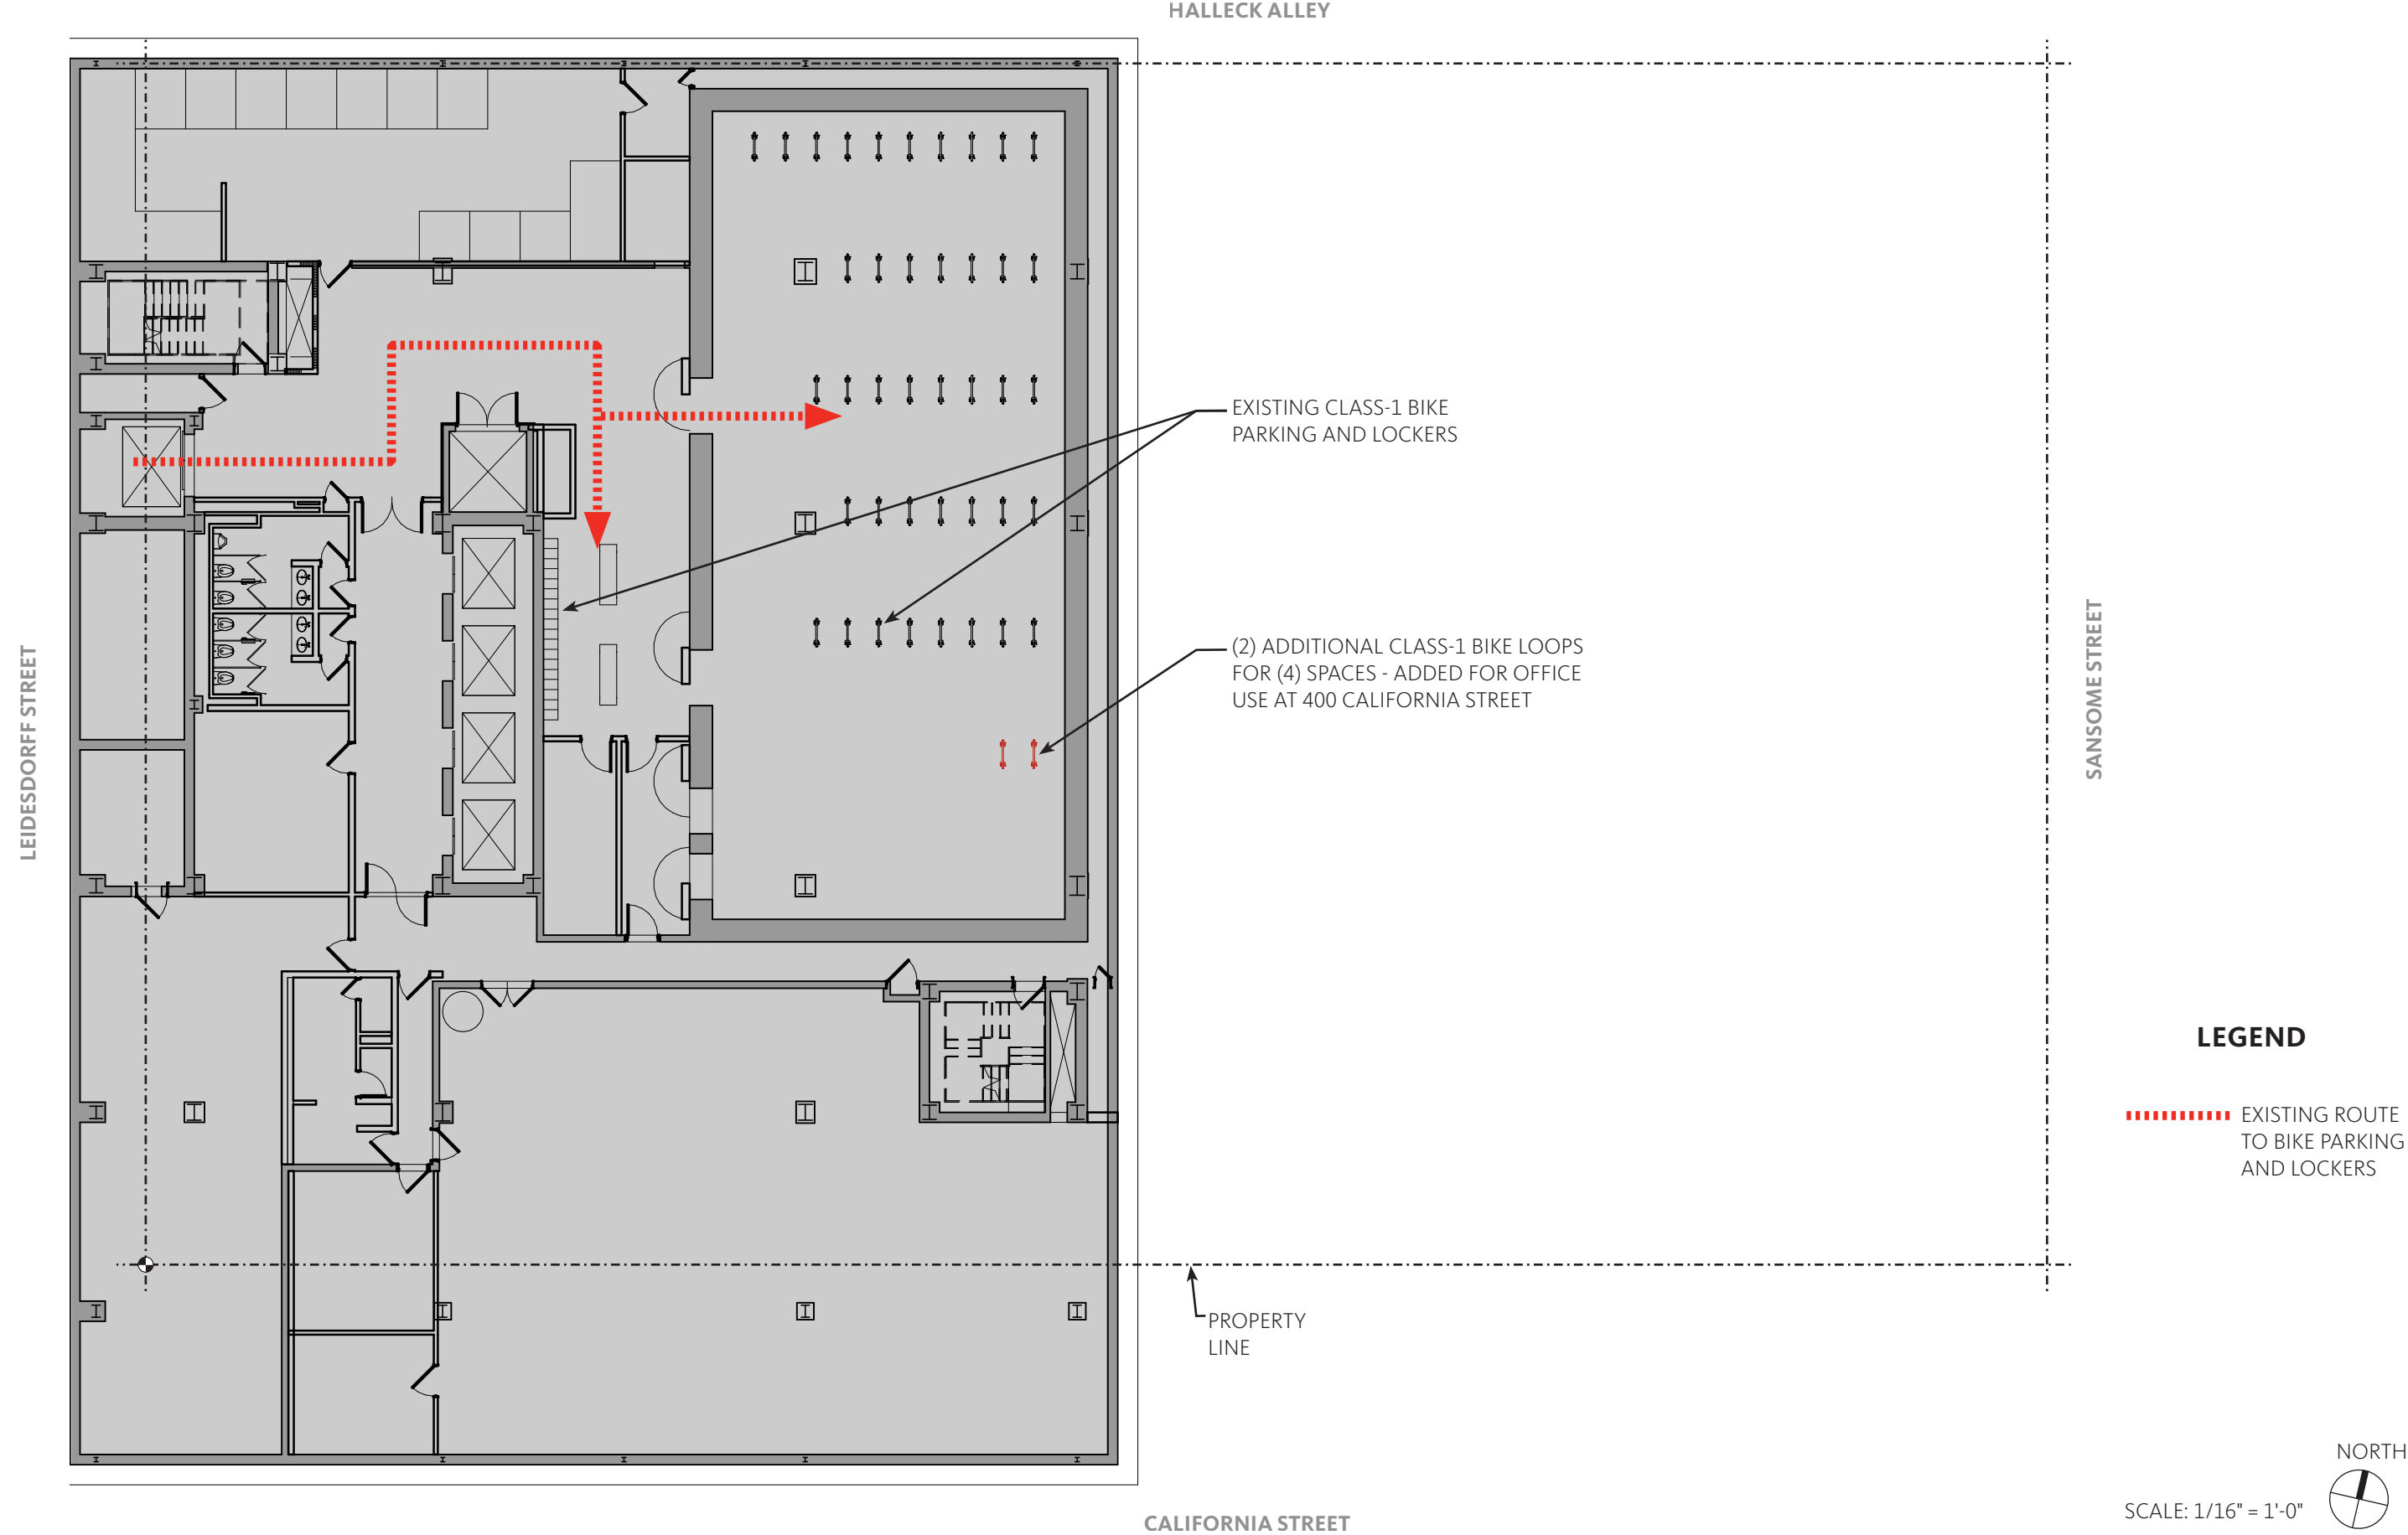 HALLECK ALLEY
EXISTING CLASS-1 BIKE
PARKING AND LOCKERS
(2) ADDITIONAL CLASS-1 BIKE LOOPS
FOR (4) SPACES - ADDED FOR OFFICE
USE AT 400 CALIFORNIA STREET
LEIDESDORFF STREET
SANSOME STREET
LEGEND
EXISTING ROUTE
TO BIKE PARKING
AND LOCKERS
PROPERTY
LINE
NORTH
SCALE: 1/16" = 1'-0"
CALIFORNIA STREET